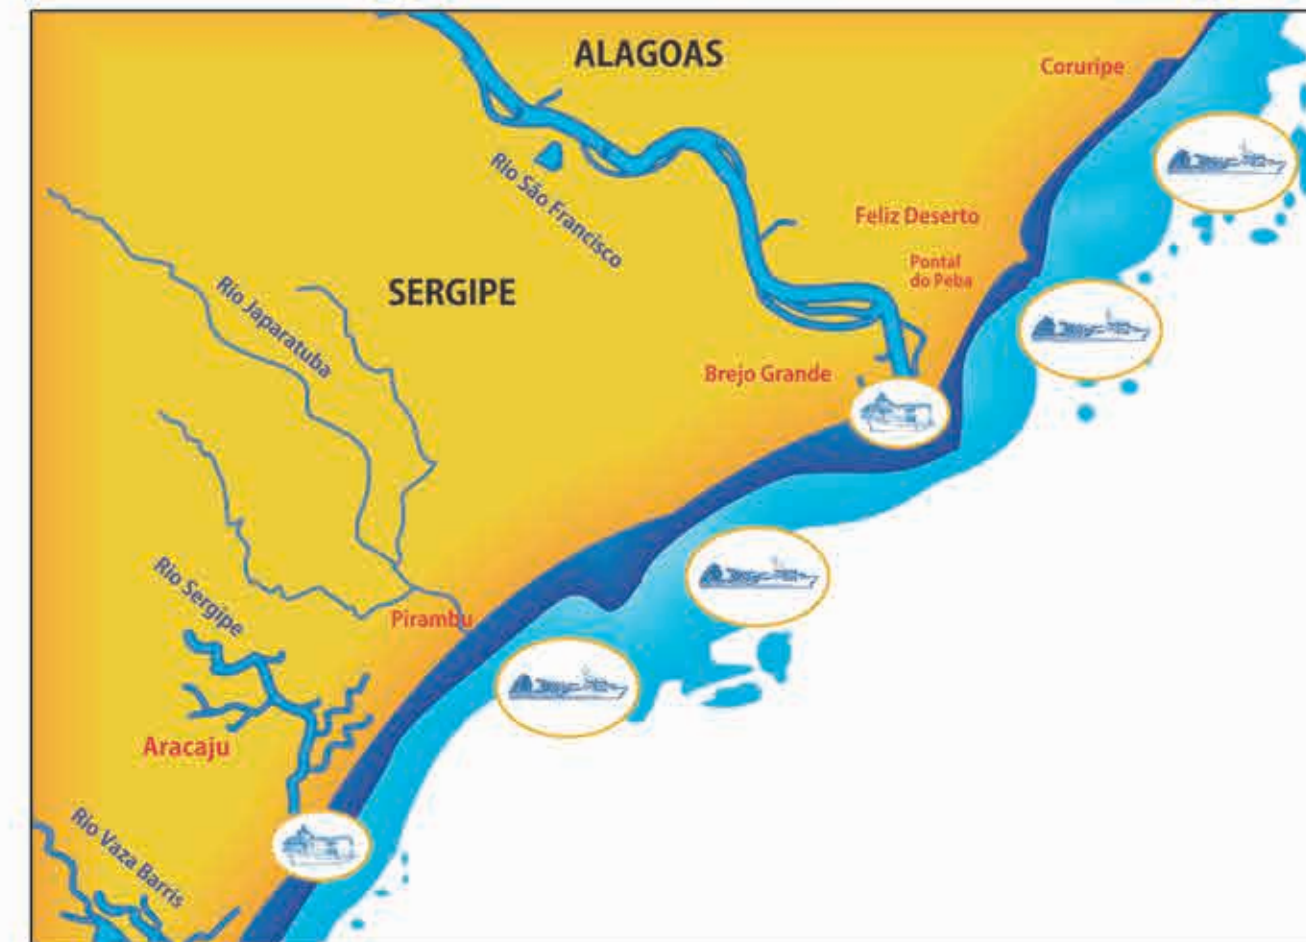 ALAGOAS
Coruripe
Rio São Francisco
Feliz Deserto
Pontal
do Peba
SERGIPE
Rio Japaratuba
Brejo Grande
Rio Sergipe
Pirambu
Aracaju
Rio Vaza Barris